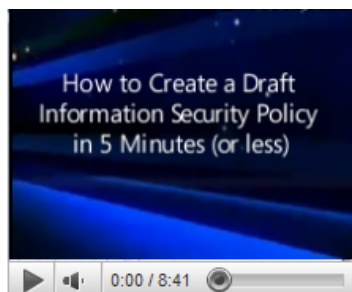 How to Create a Draft
Information Security Policy
in 5 Minutes (or less)
0:00 / 8:41